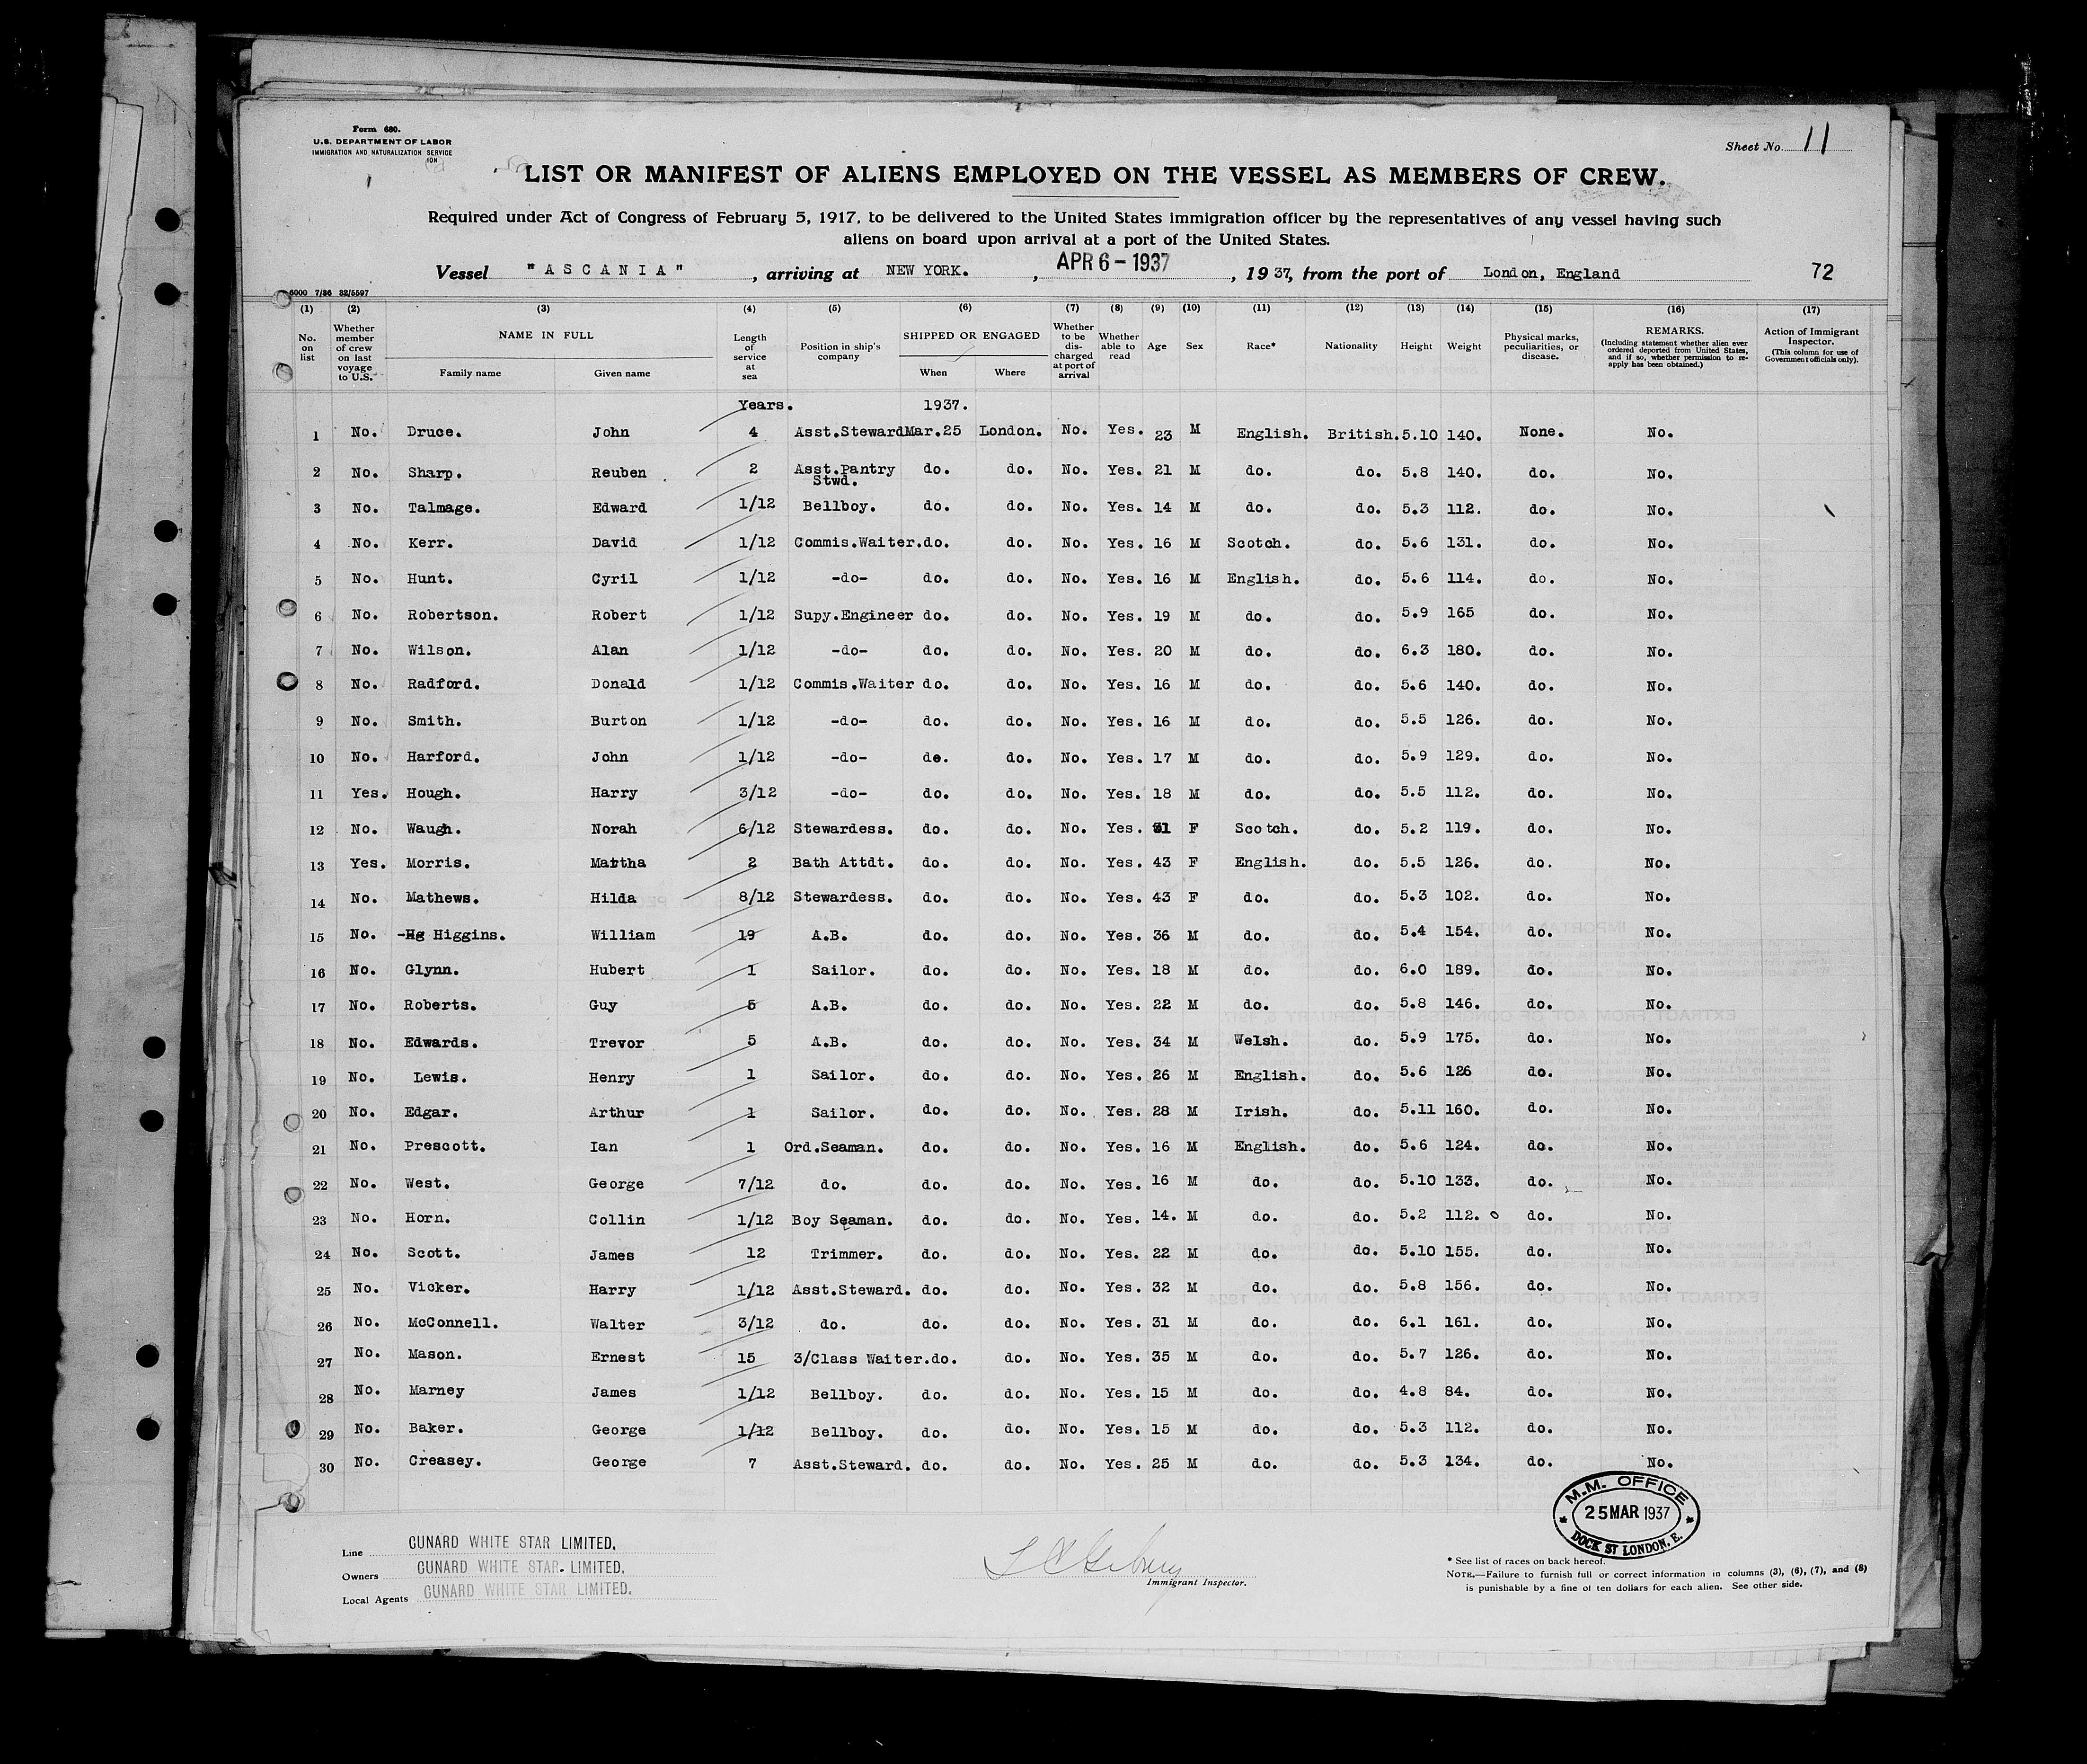 Form 680.
U.S. DEPARTMENT OF LABOR
IMMIGRATION AND NATURALIZATION SERVICE
Sheet No. 11
LIST OR MANIFEST OF ALIENS EMPLOYED ON THE VESSEL AS MEMBERS OF CREW.
Required under Act of Congress of February 5, 1917, to be delivered to the United States immigration officer by the representatives of any vessel having such
aliens on board upon arrival at a port of the United States.
Vessel "ASCANIA", arriving at NEW YORK., APR 6 - 1937, 1937, from the port of London, England 72
6000 7/36 32/5597
(1) (2) (3) (4) (5) (6) (7) (8) (9) (10) (11) (12) (13) (14) (15) (16) (17)
No. on list
Whether member of crew on last voyage to U.S.
NAME IN FULL
Family name Given name
Length of service at sea
Position in ship's company
SHIPPED OR ENGAGED
When Where
Whether to be discharged at port of arrival
Whether able to read
Age
Sex
Race*
Nationality
Height
Weight
Physical marks, peculiarities, or disease.
REMARKS.
(Including statement whether alien ever ordered deported from United States, and if so, whether permission to reapply has been obtained.)
Action of Immigrant Inspector.
(This column for use of Government officials only).
Years. 1937.
1 No. Druce. John 4 Asst.Steward Mar.25 London. No. Yes. 23 M English. British. 5.10 140. None. No.
2 No. Sharp. Reuben 2 Asst.Pantry Stwd. do. do. No. Yes. 21 M do. do. 5.8 140. do. No.
3 No. Talmage. Edward 1/12 Bellboy. do. do. No. Yes. 14 M do. do. 5.3 112. do. No.
4 No. Kerr. David 1/12 Commis.Waiter. do. do. No. Yes. 16 M Scotch. do. 5.6 131. do. No.
5 No. Hunt. Cyril 1/12 -do- do. do. No. Yes. 16 M English. do. 5.6 114. do. No.
6 No. Robertson. Robert 1/12 Supy.Engineer do. do. No. Yes. 19 M do. do. 5.9 165 do. No.
7 No. Wilson. Alan 1/12 -do- do. do. No. Yes. 20 M do. do. 6.3 180. do. No.
8 No. Radford. Donald 1/12 Commis.Waiter do. do. No. Yes. 16 M do. do. 5.6 140. do. No.
9 No. Smith. Burton 1/12 -do- do. do. No. Yes. 16 M do. do. 5.5 126. do. No.
10 No. Harford. John 1/12 -do- de. do. No. Yes. 17 M do. do. 5.9 129. do. No.
11 Yes. Hough. Harry 3/12 -do- do. do. No. Yes. 18 M do. do. 5.5 112. do. No.
12 No. Waugh. Norah 6/12 Stewardess. do. do. No. Yes. 31 F Scotch. do. 5.2 119. do. No.
13 Yes. Morris. Martha 2 Bath Attdt. do. do. No. Yes. 43 F English. do. 5.5 126. do. No.
14 No. Mathews. Hilda 8/12 Stewardess. do. do. No. Yes. 43 F do. do. 5.3 102. do. No.
15 No. -Hg Higgins. William 19 A.B. do. do. No. Yes. 36 M do. do. 5.4 154. do. No.
16 No. Glynn. Hubert 1 Sailor. do. do. No. Yes. 18 M do. do. 6.0 189. do. No.
17 No. Roberts. Guy 5 A.B. do. do. No. Yes. 22 M do. do. 5.8 146. do. No.
18 No. Edwards. Trevor 5 A.B. do. do. No. Yes. 34 M Welsh. do. 5.9 175. do. No.
19 No. Lewis. Henry 1 Sailor. do. do. No. Yes. 26 M English. do. 5.6 126 do. No.
20 No. Edgar. Arthur 1 Sailor. do. do. No. Yes. 28 M Irish. do. 5.11 160. do. No.
21 No. Prescott. Ian 1 Ord.Seaman. do. do. No. Yes. 16 M English. do. 5.6 124. do. No.
22 No. West. George 7/12 do. do. do. No. Yes. 16 M do. do. 5.10 133. do. No.
23 No. Horn. Collin 1/12 Boy Seaman. do. do. No. Yes. 14. M do. do. 5.2 112. do. No.
24 No. Scott. James 12 Trimmer. do. do. No. Yes. 22 M do. do. 5.10 155. do. No.
25 No. Vicker. Harry 1/12 Asst.Steward. do. do. No. Yes. 32 M do. do. 5.8 156. do. No.
26 No. McConnell. Walter 3/12 do. do. do. No. Yes. 31 M do. do. 6.1 161. do. No.
27 No. Mason. Ernest 15 3/Class Waiter. do. do. No. Yes. 35 M do. do. 5.7 126. do. No.
28 No. Marney James 1/12 Bellboy. do. do. No. Yes. 15 M do. do. 4.8 84. do. No.
29 No. Baker. George 1/12 Bellboy. do. do. No. Yes. 15 M do. do. 5.3 112. do. No.
30 No. Creasey. George 7 Asst.Steward. do. do. No. Yes. 25 M do. do. 5.3 134. do. No.
M.M. OFFICE
25 MAR 1937
DOCK ST LONDON. E.
Line CUNARD WHITE STAR LIMITED.
Owners CUNARD WHITE STAR. LIMITED.
Local Agents CUNARD WHITE STAR LIMITED.
Immigrant Inspector.
* See list of races on back hereof.
NOTE.—Failure to furnish full or correct information in columns (3), (6), (7), and (8)
is punishable by a fine of ten dollars for each alien. See other side.